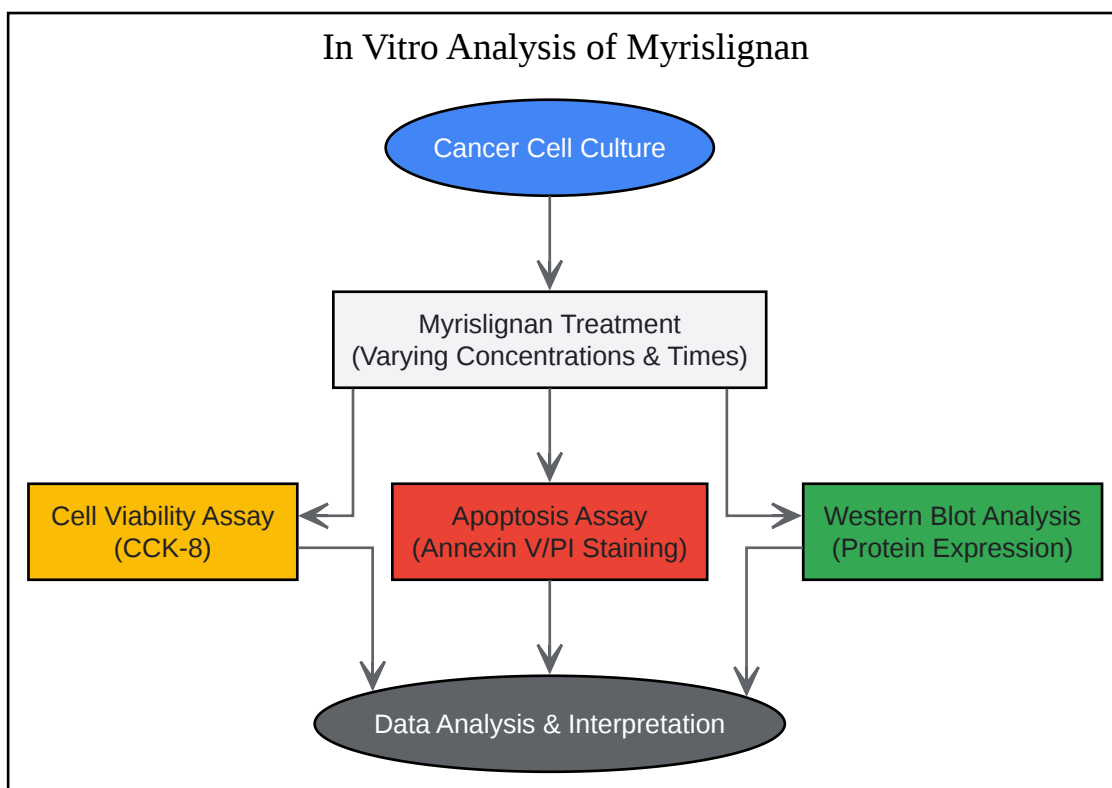 In Vitro Analysis of Myrislignan
Cancer Cell Culture
Myrislignan Treatment
(Varying Concentrations & Times)
Cell Viability Assay
(CCK-8)
Apoptosis Assay
(Annexin V/PI Staining)
Western Blot Analysis
(Protein Expression)
Data Analysis & Interpretation